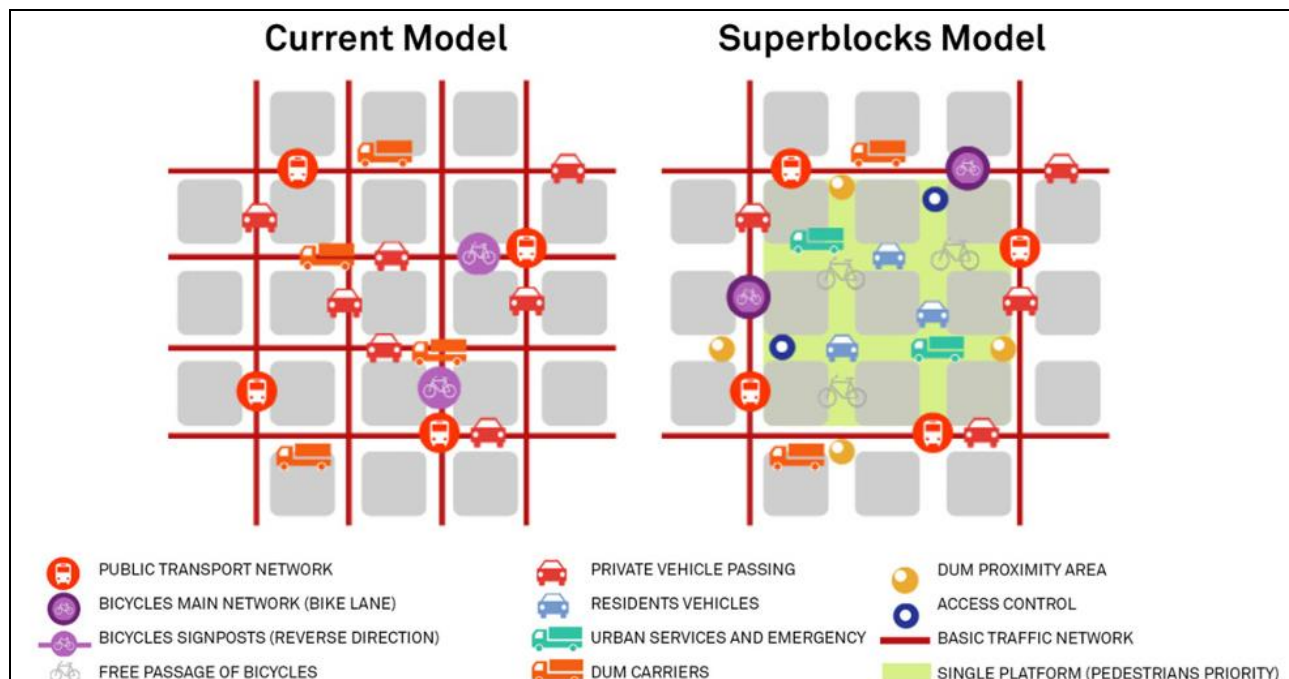 Current Model
Superblocks Model
PUBLIC TRANSPORT NETWORK
BICYCLES MAIN NETWORK (BIKE LANE)
BICYCLES SIGNPOSTS (REVERSE DIRECTION)
FREE PASSAGE OF BICYCLES
PRIVATE VEHICLE PASSING
RESIDENTS VEHICLES
URBAN SERVICES AND EMERGENCY
DUM CARRIERS
DUM PROXIMITY AREA
ACCESS CONTROL
BASIC TRAFFIC NETWORK
SINGLE PLATFORM (PEDESTRIANS PRIORITY)